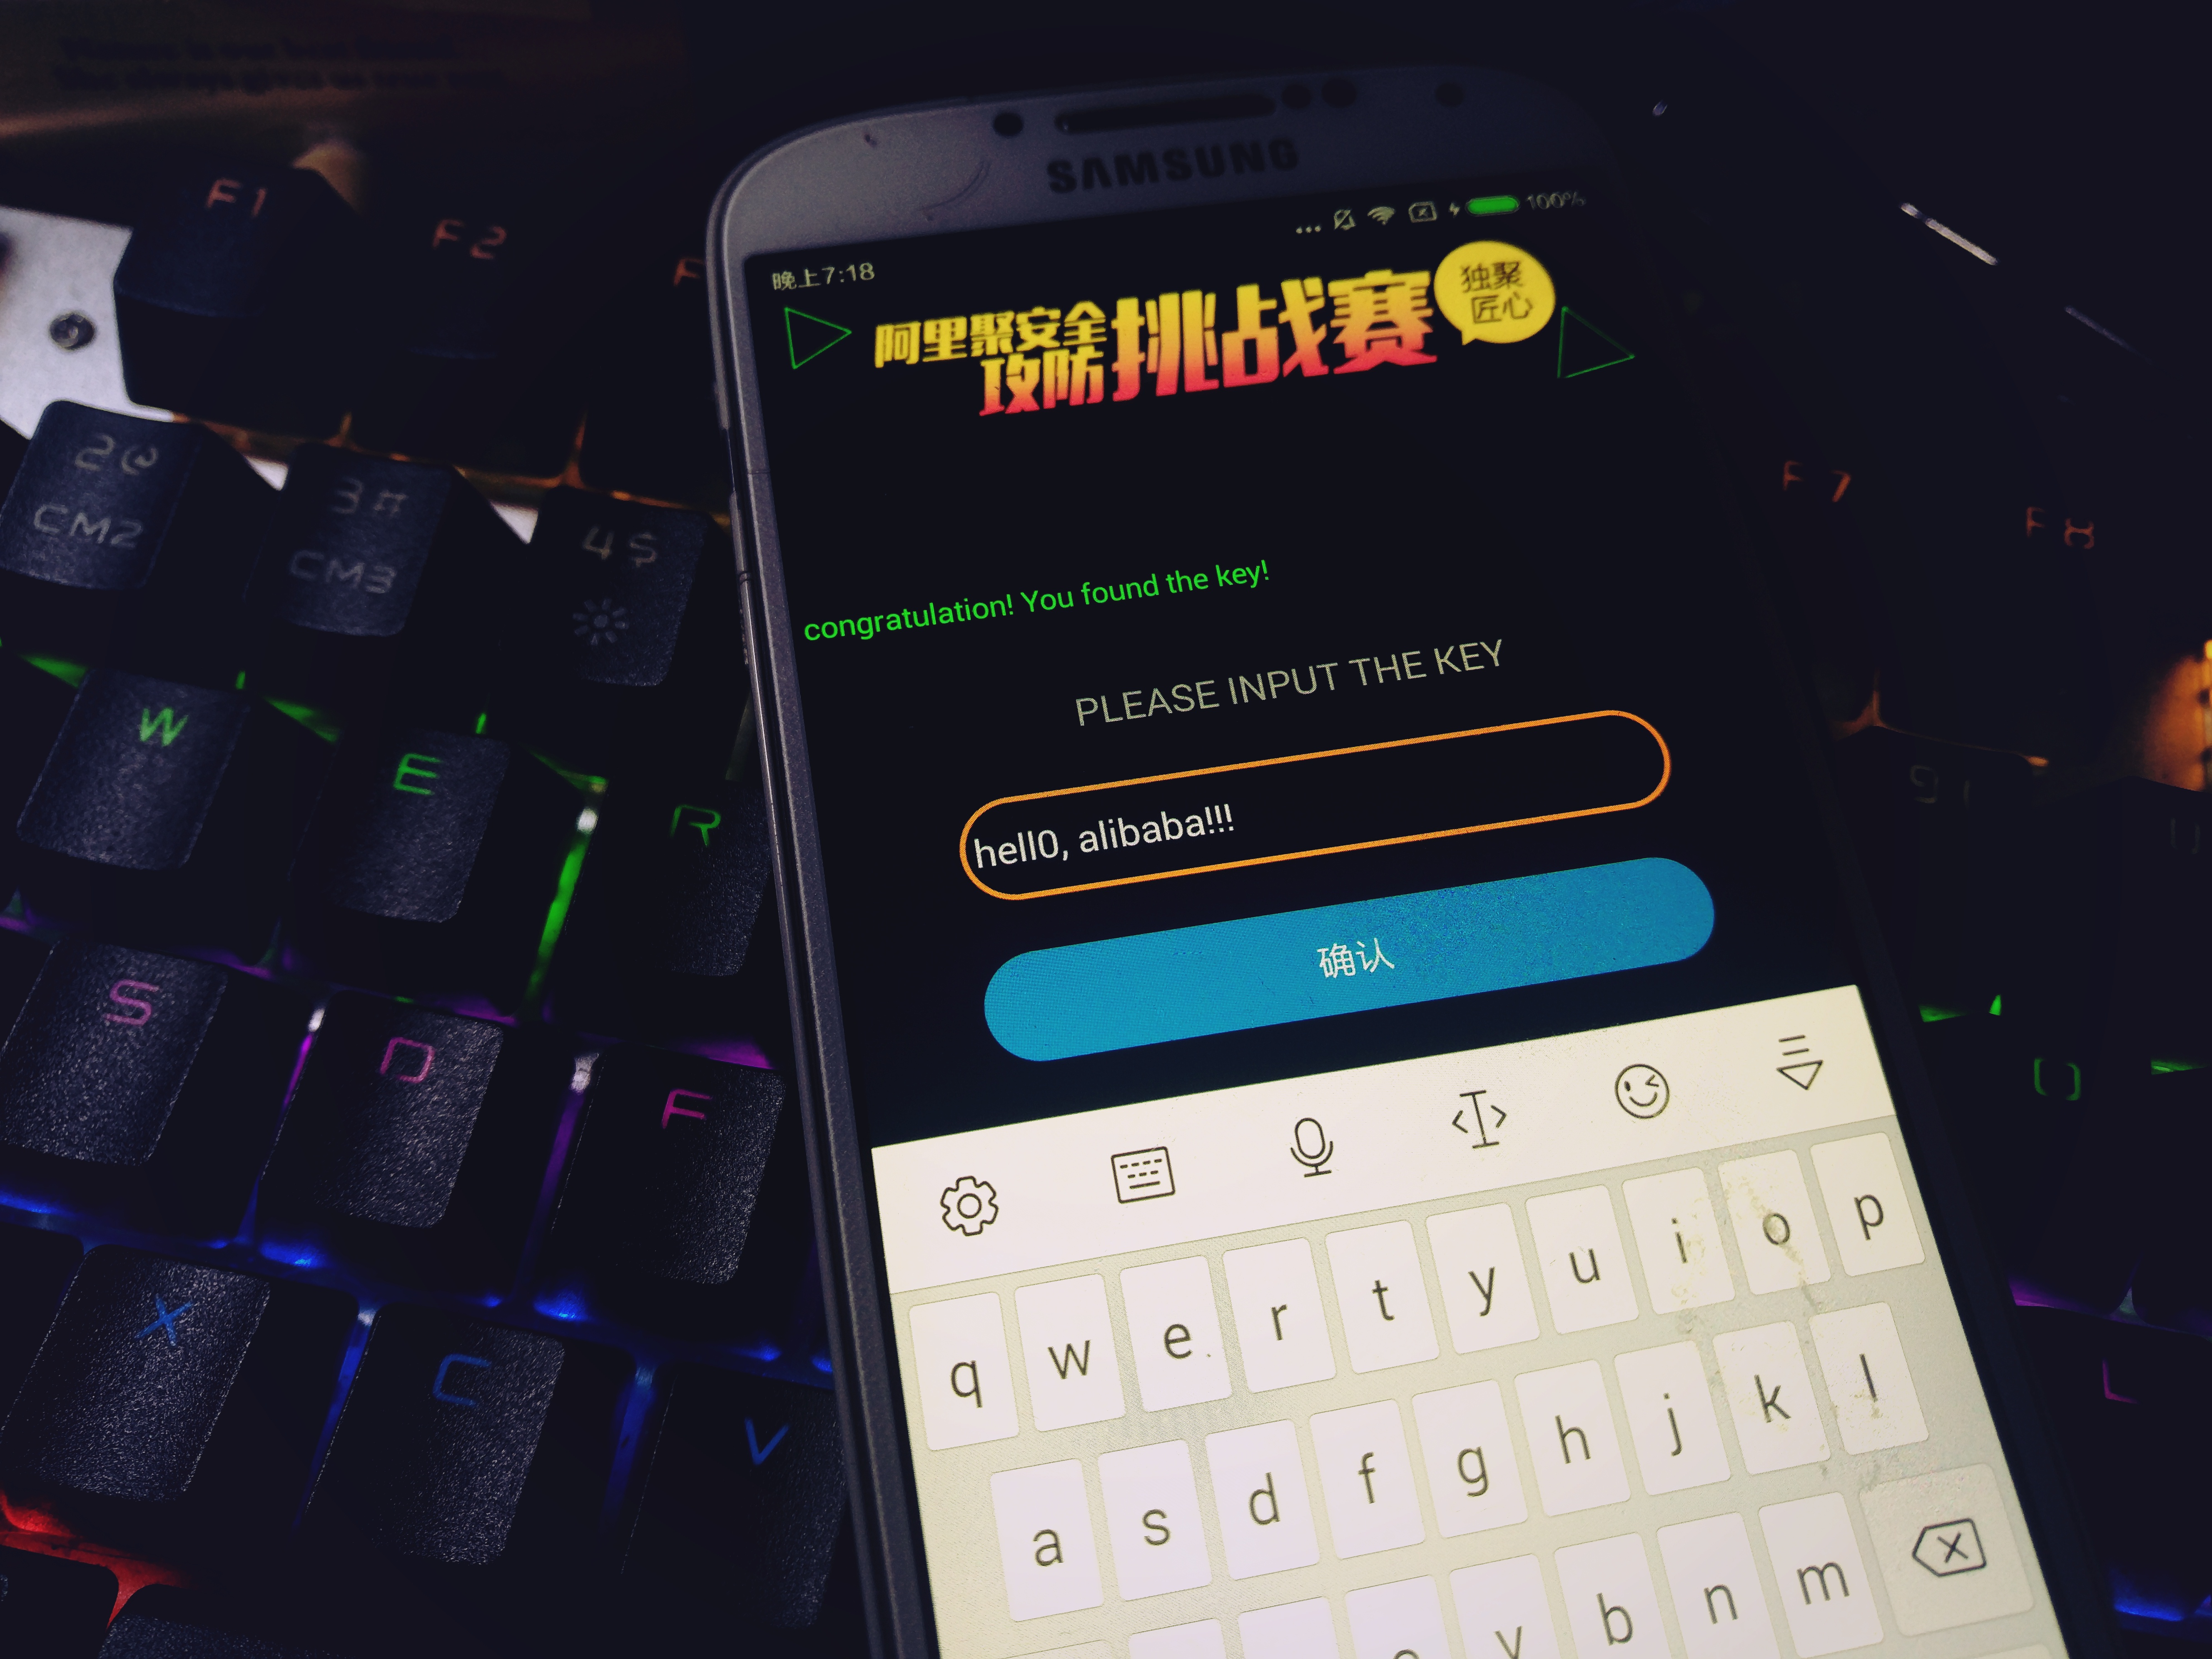 SAMSUNG
晚上7:18
100%
阿里聚安全
攻防挑战赛
独聚
匠心
congratulation! You found the key!
PLEASE INPUT THE KEY
hell0, alibaba!!!
确认
q w e r t y u i o p
a s d f g h j k l
v b n m
F1 F2 F
F7 F8
2@ 3# 4$
CM2 CM3
W E R
S D F
X C V
L